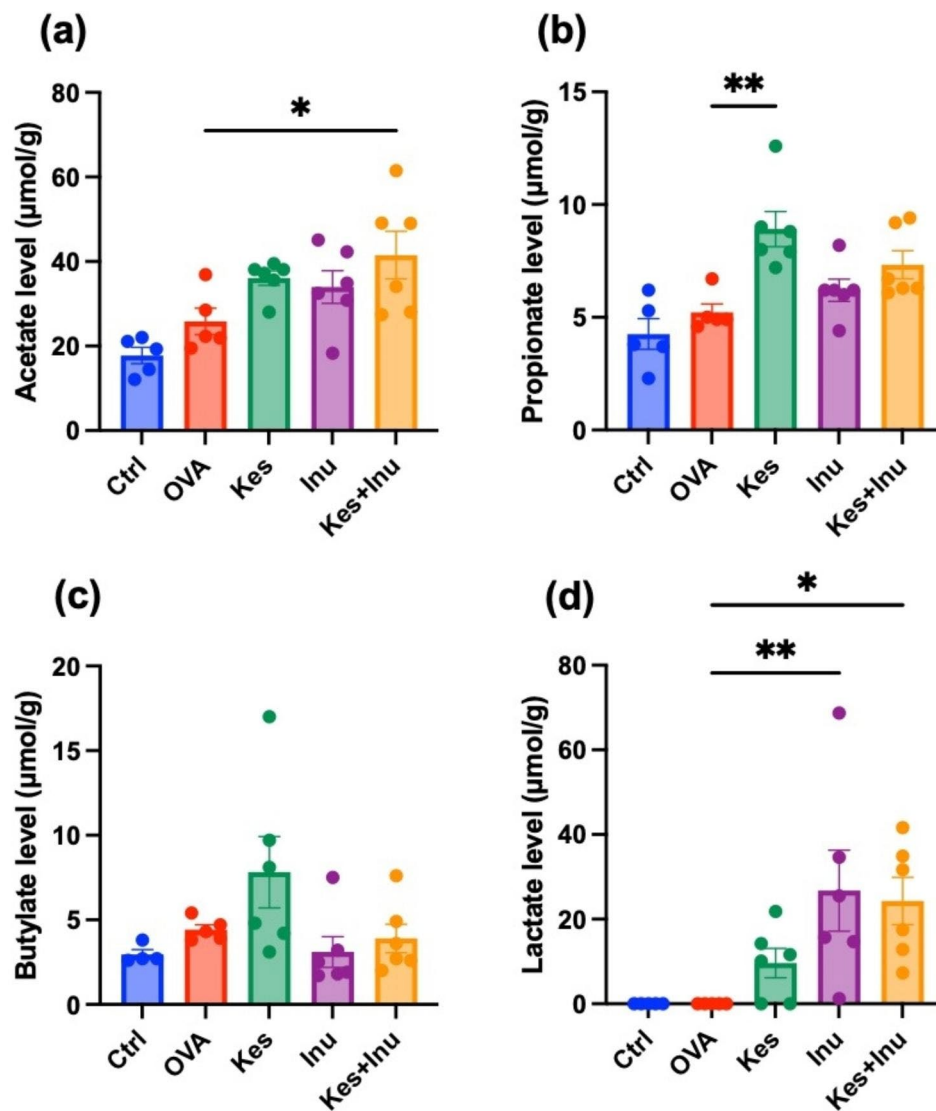 (a)
*
Acetate level (μmol/g)
80
60
40
20
0
Ctrl
OVA
Kes
Inu
Kes+Inu
(b)
**
Propionate level (μmol/g)
15
10
5
0
Ctrl
OVA
Kes
Inu
Kes+Inu
(c)
Butylate level (μmol/g)
20
15
10
5
0
Ctrl
OVA
Kes
Inu
Kes+Inu
(d)
*
**
Lactate level (μmol/g)
80
60
40
20
0
Ctrl
OVA
Kes
Inu
Kes+Inu